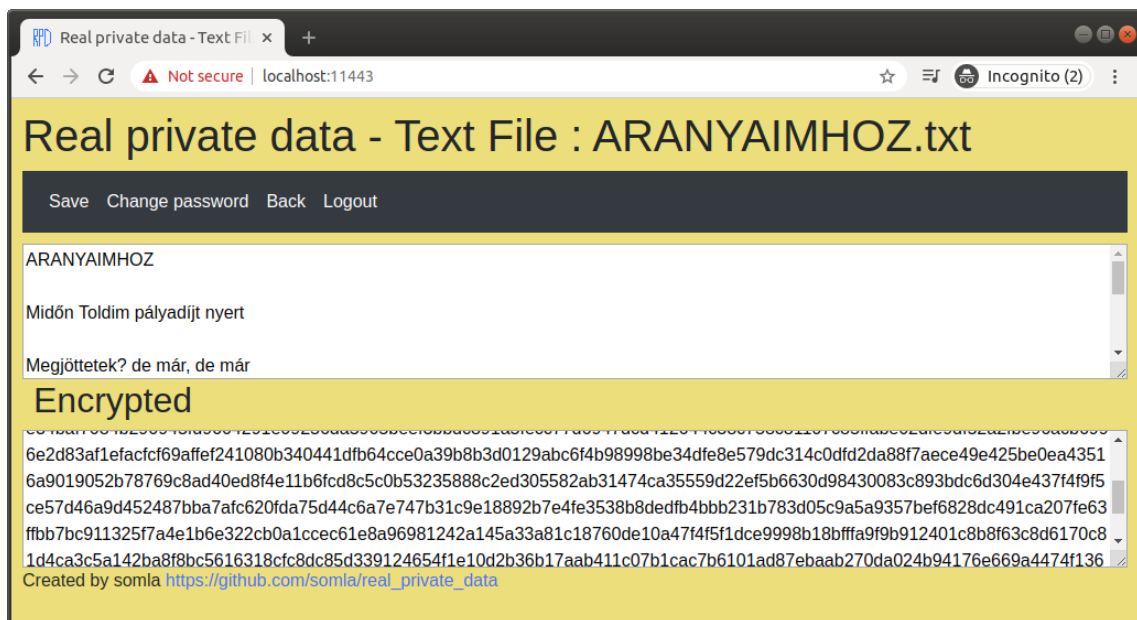 Real private data - Text Fil
Not secure localhost:11443 Incognito (2)
Real private data - Text File : ARANYAIMHOZ.txt
Save Change password Back Logout
ARANYAIMHOZ
Midőn Toldim pályadíjt nyert
Megjöttetek? de már, de már
Encrypted
6e2d83af1efacfcf69affef241080b340441dfb64cce0a39b8b3d0129abc6f4b98998be34dfe8e579dc314c0dfd2da88f7aece49e425be0ea4351
6a9019052b78769c8ad40ed8f4e11b6fcd8c5c0b53235888c2ed305582ab31474ca35559d22ef5b6630d98430083c893bdc6d304e437f4f9f5
ce57d46a9d452487bba7afc620fda75d44c6a7e747b31c9e18892b7e4fe3538b8dedfb4bbb231b783d05c9a5a9357bef6828dc491ca207fe63
ffbb7bc911325f7a4e1b6e322cb0a1ccec61e8a96981242a145a33a81c18760de10a47f4f5f1dce9998b18bfffa9f9b912401c8b8f63c8d6170c8
1d4ca3c5a142ba8f8bc5616318cfc8dc85d339124654f1e10d2b36b17aab411c07b1cac7b6101ad87ebaab270da024b94176e669a4474f136
Created by somla https://github.com/somla/real_private_data